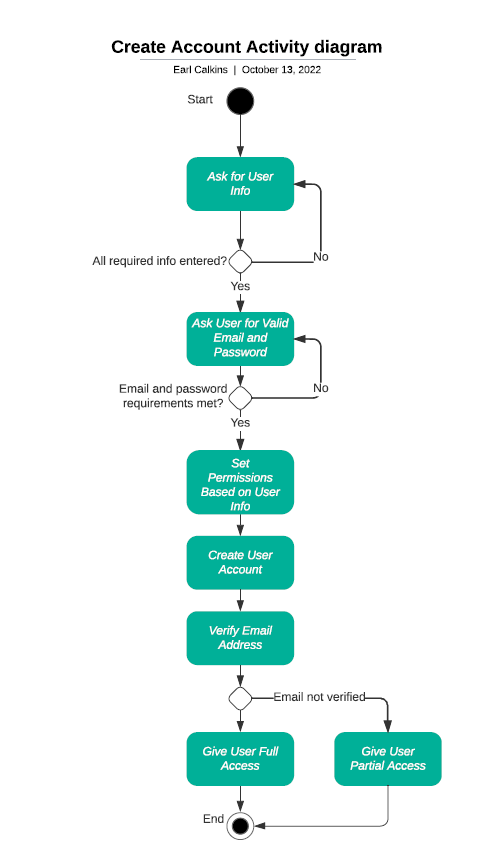 Create Account Activity diagram
Earl Calkins | October 13, 2022
Start
Ask for User
Info
All required info entered?
No
Yes
Ask User for Valid
Email and
Password
Email and password
requirements met?
No
Yes
Set
Permissions
Based on User
Info
Create User
Account
Verify Email
Address
Email not verified
Give User Full
Access
Give User
Partial Access
End